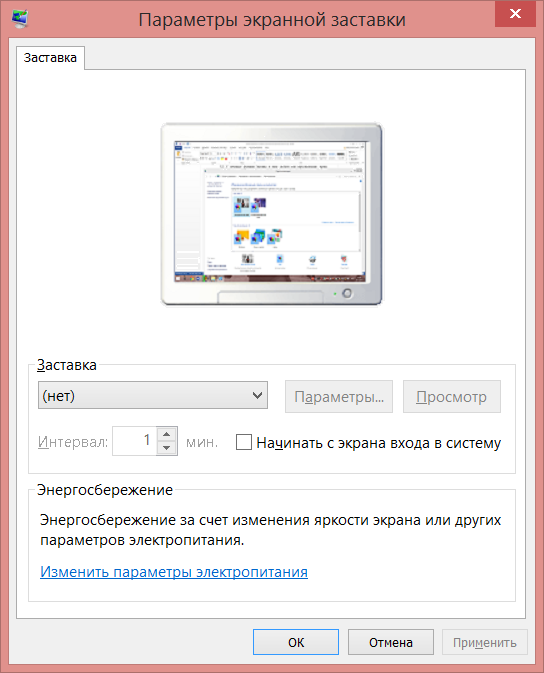 Параметры экранной заставки
Заставка
Заставка
(нет)
Параметры...
Просмотр
Интервал:
1
мин.
Начинать с экрана входа в систему
Энергосбережение
Энергосбережение за счет изменения яркости экрана или других
параметров электропитания.
Изменить параметры электропитания
ОК
Отмена
Применить